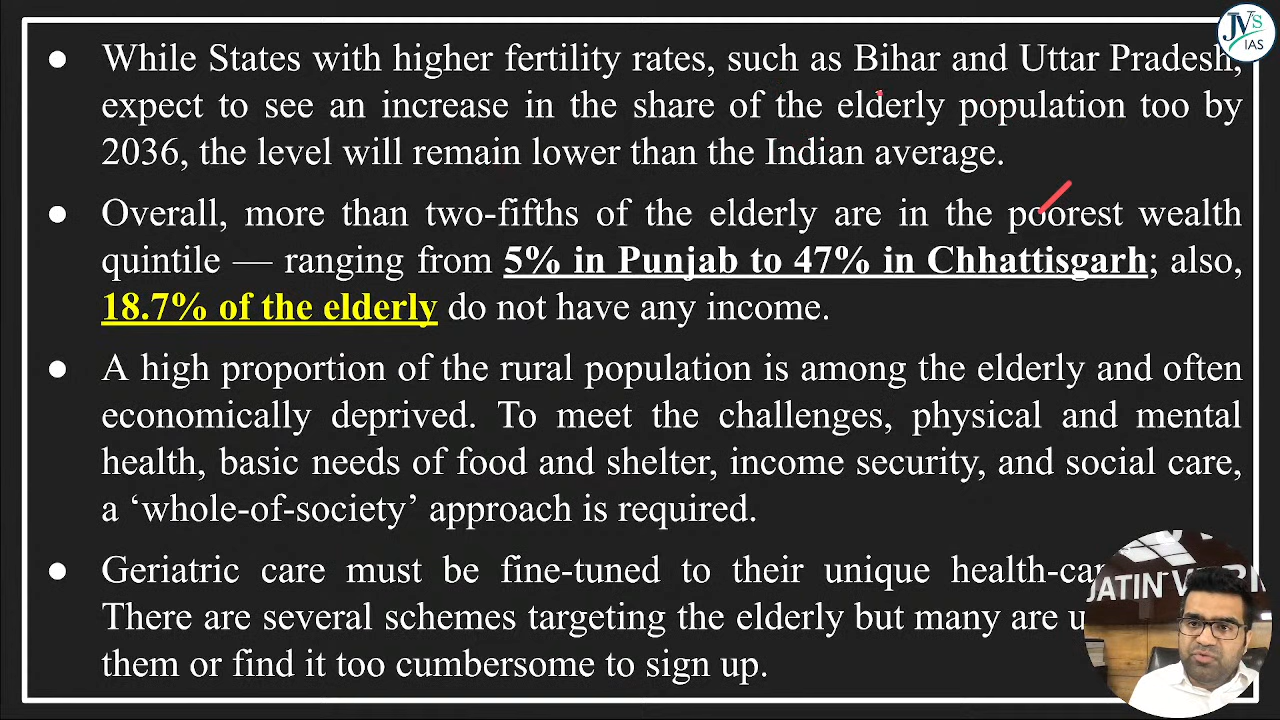 JVS
IAS
● While States with higher fertility rates, such as Bihar and Uttar Pradesh,
expect to see an increase in the share of the elderly population too by
2036, the level will remain lower than the Indian average.
● Overall, more than two-fifths of the elderly are in the poorest wealth
quintile — ranging from 5% in Punjab to 47% in Chhattisgarh; also,
18.7% of the elderly do not have any income.
● A high proportion of the rural population is among the elderly and often
economically deprived. To meet the challenges, physical and mental
health, basic needs of food and shelter, income security, and social care,
a ‘whole-of-society’ approach is required.
● Geriatric care must be fine-tuned to their unique
There are several schemes targeting the elderly but many are
them or find it too cumbersome to sign up.
JATIN